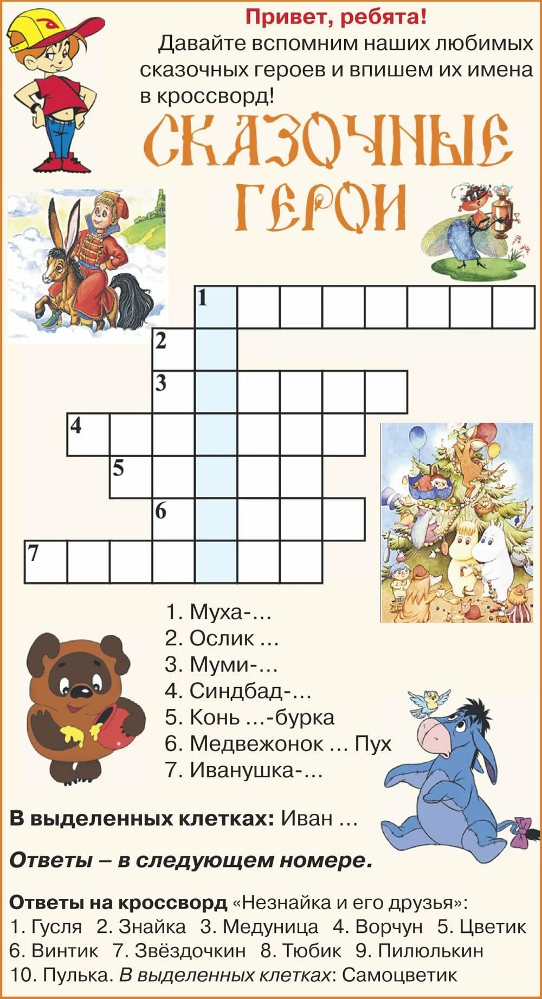 Привет, ребята!
Давайте вспомним наших любимых
сказочных героев и впишем их имена
в кроссворд!
СКАЗОЧНЫЕ
ГЕРОИ
1
2
3
4
5
6
7
1. Муха-...
2. Ослик ...
3. Муми-...
4. Синдбад-...
5. Конь ...-бурка
6. Медвежонок ... Пух
7. Иванушка-...
В выделенных клетках: Иван ...
Ответы – в следующем номере.
Ответы на кроссворд «Незнайка и его друзья»:
1. Гусля 2. Знайка 3. Медуница 4. Ворчун 5. Цветик
6. Винтик 7. Звёздочкин 8. Тюбик 9. Пилюлькин
10. Пулька. В выделенных клетках: Самоцветик